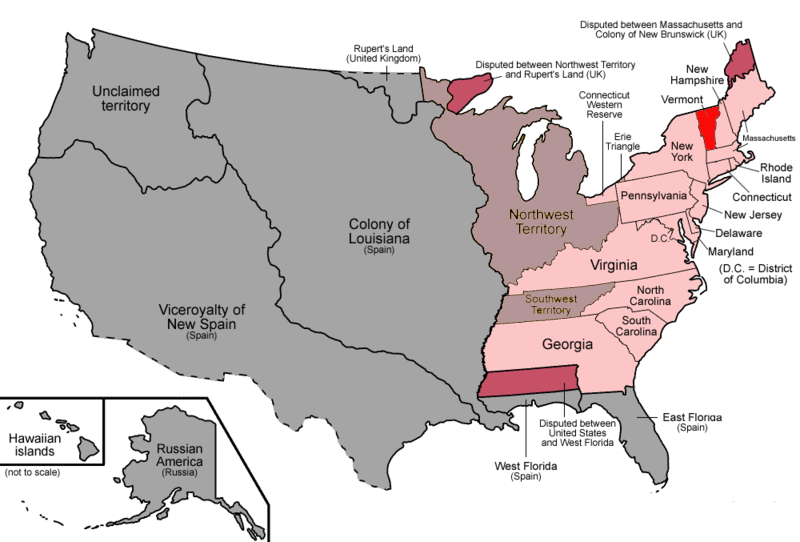 Disputed between Massachusetts and
Colony of New Brunswick (UK)
Rupert's Land
(United Kingdom)
Disputed between Northwest Territory
and Rupert's Land (UK)
New
Hampshire
Unclaimed
territory
Connecticut
Western
Reserve
Vermont
Erie
Triangle
Massachusetts
New
York
Rhode
Island
Pennsylvania
Connecticut
Northwest
Territory
New Jersey
Colony of
Louisiana
(Spain)
Delaware
D.C.
Maryland
Virginia
(D.C. = District
of Columbia)
Southwest
Territory
North
Carolina
Viceroyalty of
New Spain
(Spain)
South
Carolina
Georgia
East Florida
(Spain)
Disputed between
United States
and West Florida
West Florida
(Spain)
Hawaiian
islands
(not to scale)
Russian
America
(Russia)